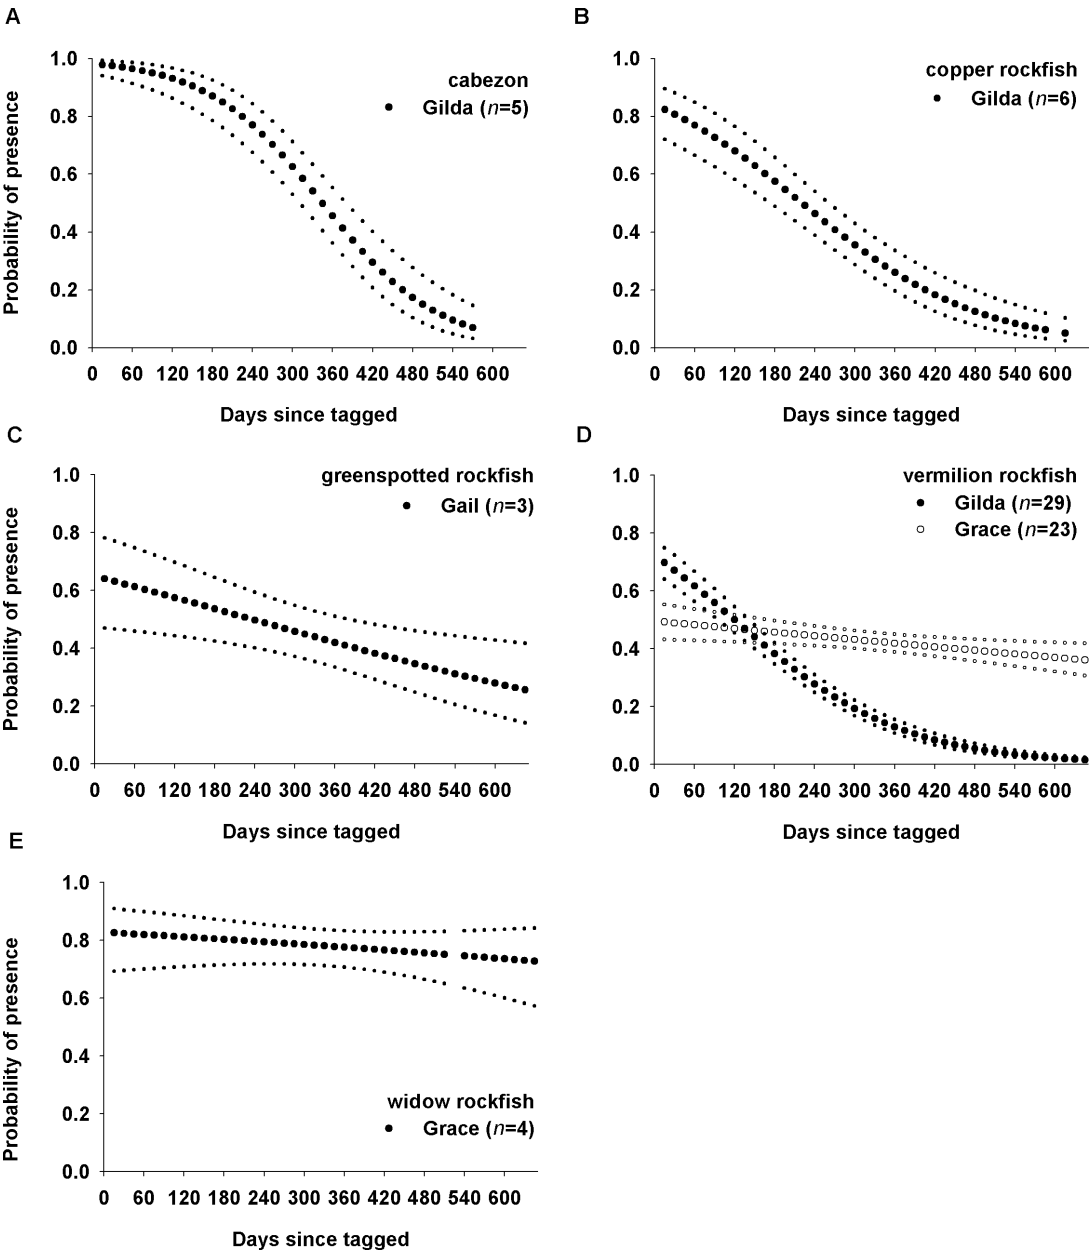 A
Probability of presence
1.0
0.8
0.6
0.4
0.2
0.0
cabezon
Gilda (n=5)
0 60 120 180 240 300 360 420 480 540 600
Days since tagged
B
1.0
0.8
0.6
0.4
0.2
0.0
copper rockfish
Gilda (n=6)
0 60 120 180 240 300 360 420 480 540 600
Days since tagged
C
Probability of presence
1.0
0.8
0.6
0.4
0.2
0.0
greenspotted rockfish
Gail (n=3)
0 60 120 180 240 300 360 420 480 540 600
Days since tagged
D
1.0
0.8
0.6
0.4
0.2
0.0
vermilion rockfish
Gilda (n=29)
Grace (n=23)
0 60 120 180 240 300 360 420 480 540 600
Days since tagged
E
Probability of presence
1.0
0.8
0.6
0.4
0.2
0.0
widow rockfish
Grace (n=4)
0 60 120 180 240 300 360 420 480 540 600
Days since tagged